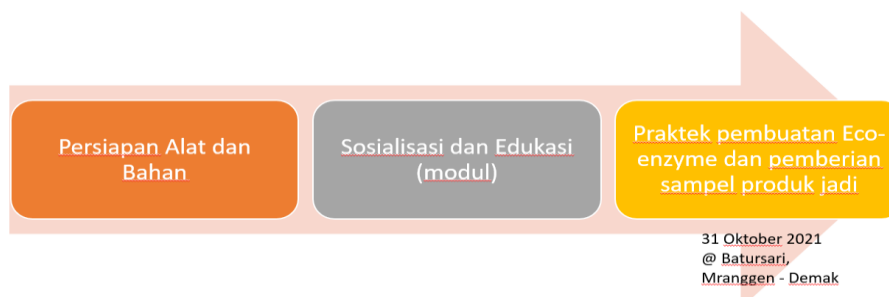 Persiapan Alat dan
Bahan
Sosialisasi dan Edukasi
(modul)
Praktek pembuatan Eco-
enzyme dan pemberian
sampel produk jadi
31 Oktober 2021
@ Batursari,
Mranggen - Demak